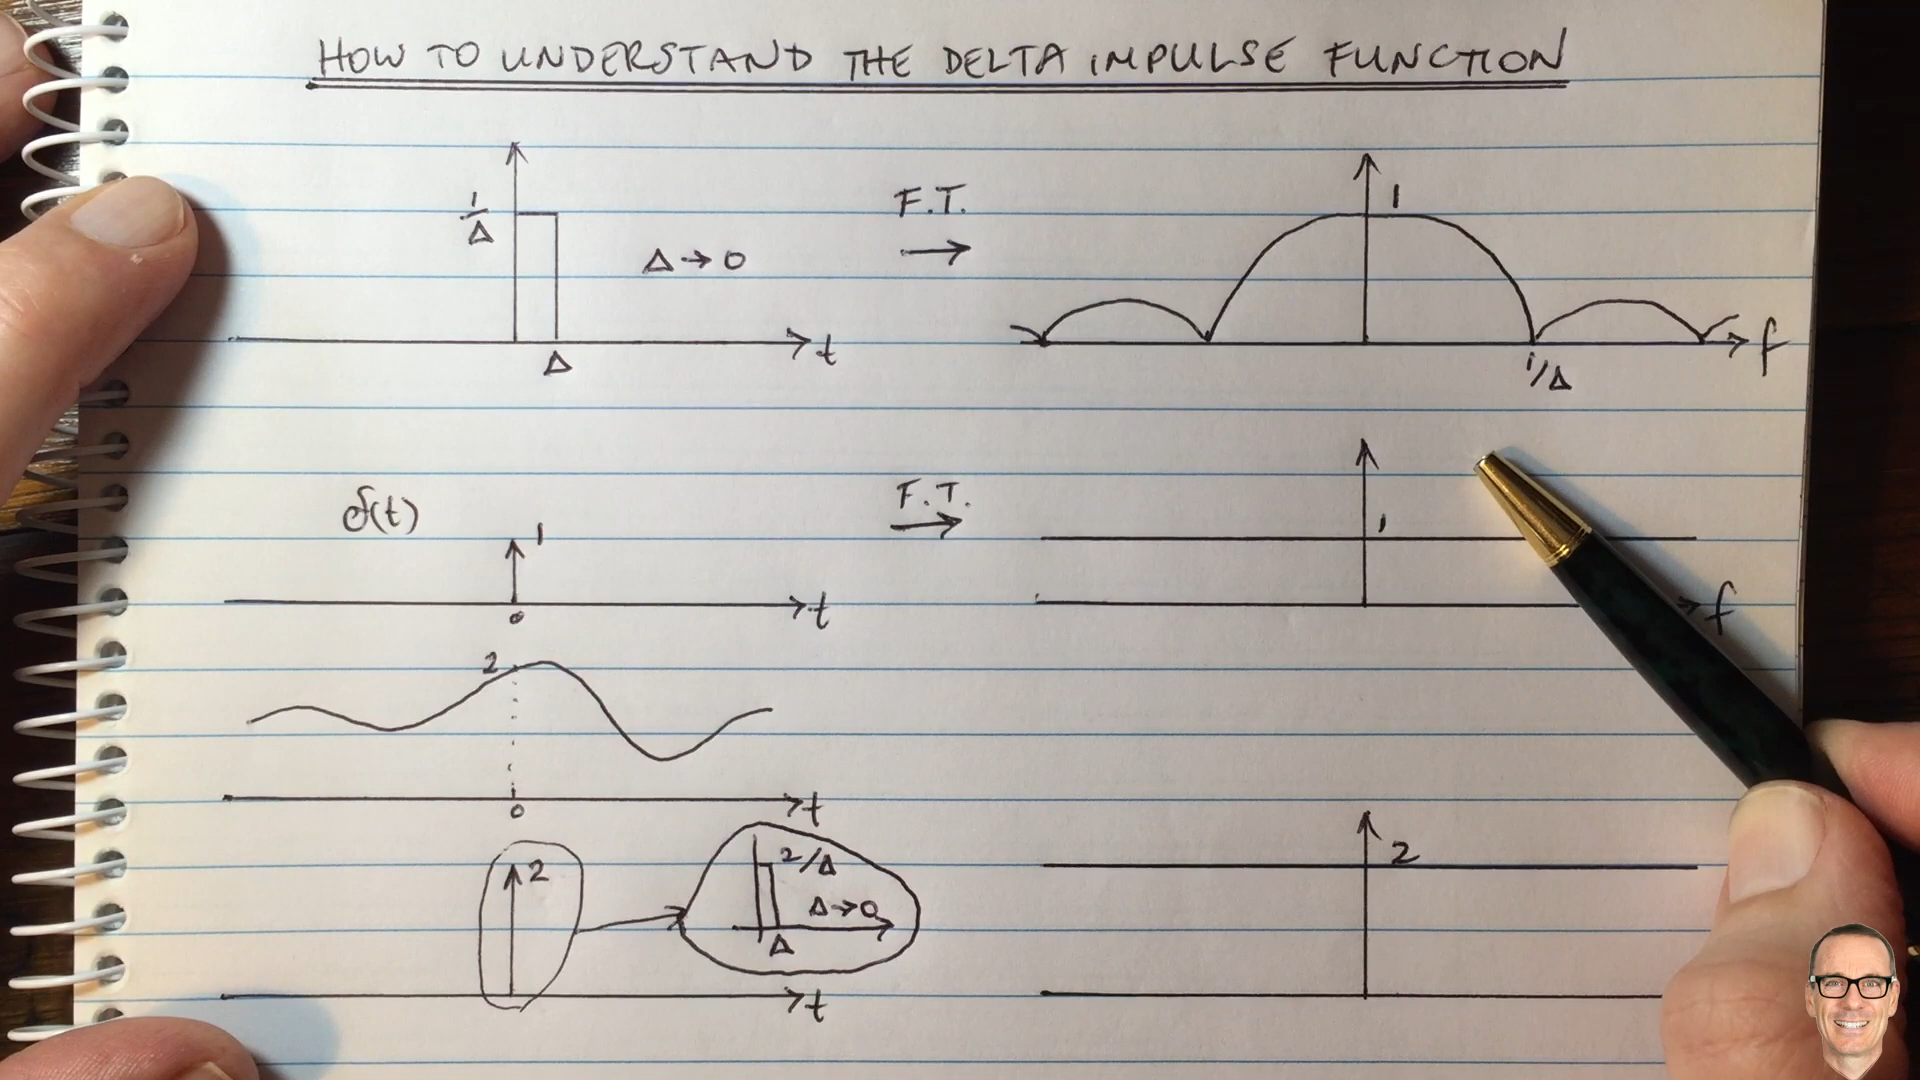 HOW TO UNDERSTAND THE DELTA IMPULSE FUNCTION
1/Δ
Δ→0
Δ
t
F.T.
→
1
1/Δ
f
δ(t)
1
0
t
F.T.
→
1
f
2
0
t
2
2/Δ
Δ→0
Δ
t
2